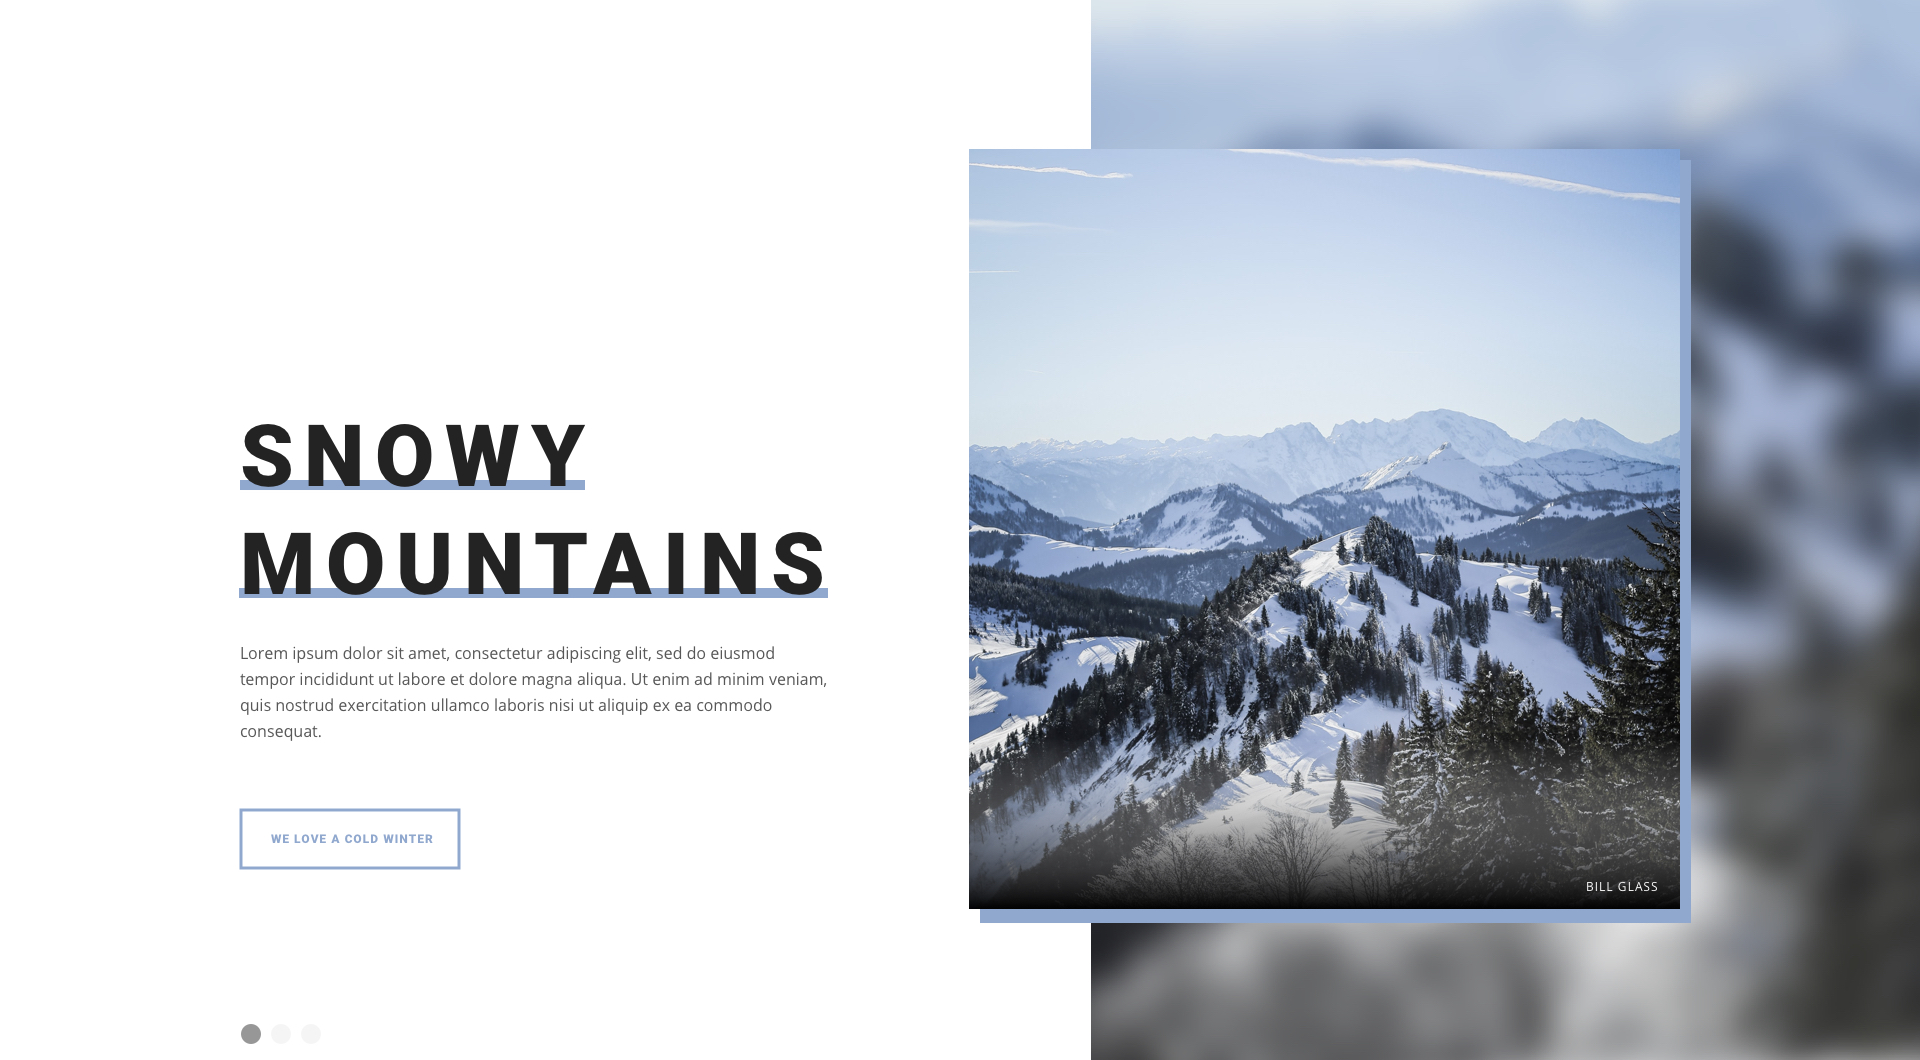 SNOWY
MOUNTAINS
Lorem ipsum dolor sit amet, consectetur adipiscing elit, sed do eiusmod
tempor incididunt ut labore et dolore magna aliqua. Ut enim ad minim veniam,
quis nostrud exercitation ullamco laboris nisi ut aliquip ex ea commodo
consequat.
WE LOVE A COLD WINTER
BILL GLASS